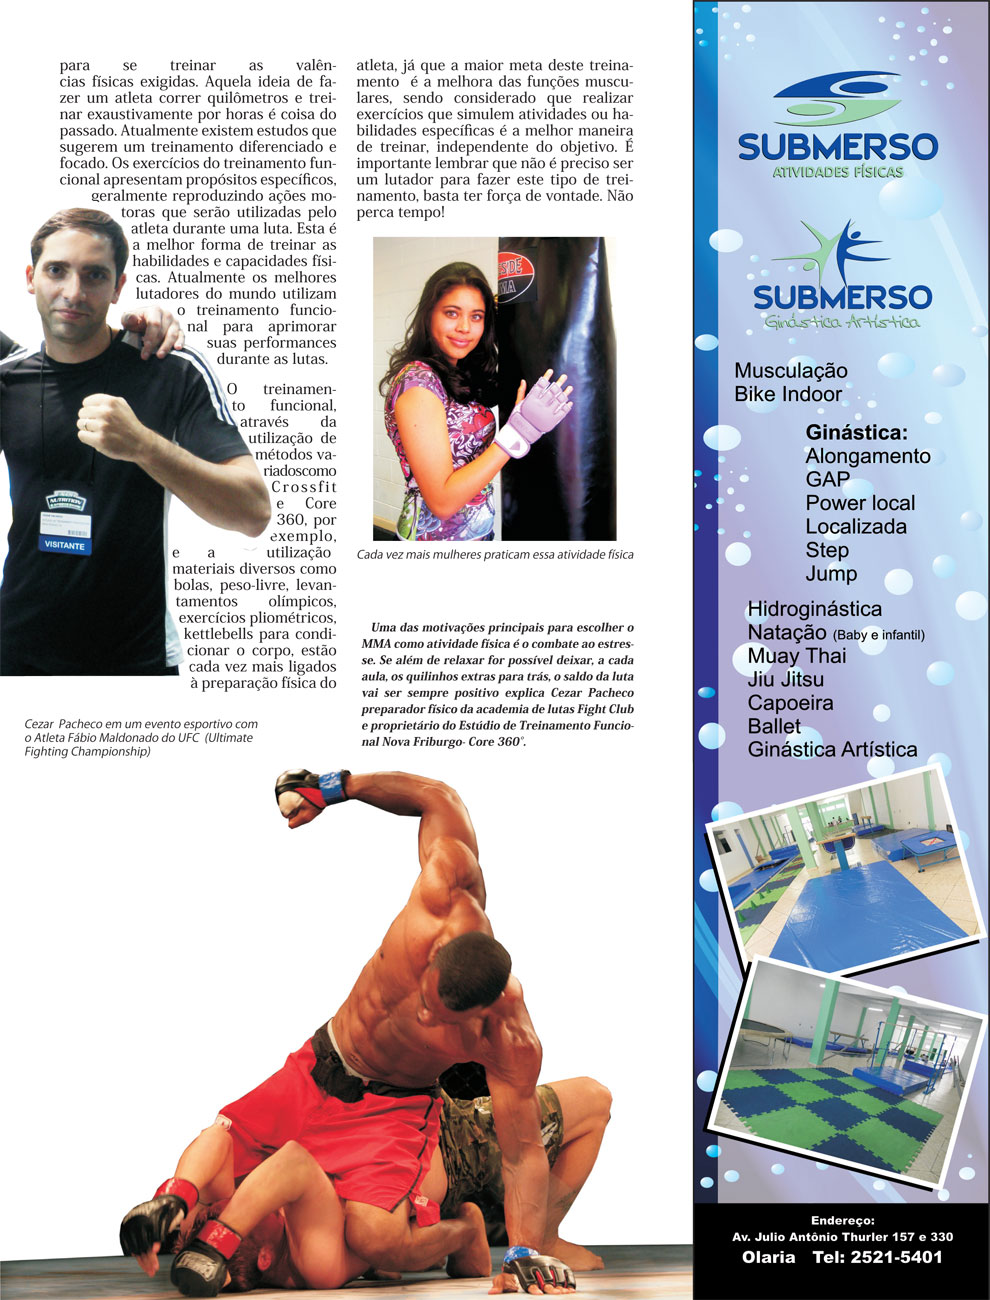 para se treinar as valên-
cias físicas exigidas. Aquela ideia de fa-
zer um atleta correr quilômetros e trei-
nar exaustivamente por horas é coisa do
passado. Atualmente existem estudos que
sugerem um treinamento diferenciado e
focado. Os exercícios do treinamento fun-
cional apresentam propósitos específicos,
geralmente reproduzindo ações mo-
toras que serão utilizadas pelo
atleta durante uma luta. Esta é
a melhor forma de treinar as
habilidades e capacidades físi-
cas. Atualmente os melhores
lutadores do mundo utilizam
o treinamento funcio-
nal para aprimorar
suas performances
durante as lutas.
O treinamen-
to funcional,
através da
utilização de
métodos va-
riadoscomo
Crossfit
e Core
360, por
exemplo,
e a utilização
materiais diversos como
bolas, peso-livre, levan-
tamentos olímpicos,
exercícios pliométricos,
kettlebells para condi-
cionar o corpo, estão
cada vez mais ligados
à preparação física do
NUTRITION
VISITANTE
Cezar Pacheco em um evento esportivo com
o Atleta Fábio Maldonado do UFC (Ultimate
Fighting Championship)
atleta, já que a maior meta deste treina-
mento é a melhora das funções muscu-
lares, sendo considerado que realizar
exercícios que simulem atividades ou ha-
bilidades específicas é a melhor maneira
de treinar, independente do objetivo. É
importante lembrar que não é preciso ser
um lutador para fazer este tipo de trei-
namento, basta ter força de vontade. Não
perca tempo!
Cada vez mais mulheres praticam essa atividade física
Uma das motivações principais para escolher o
MMA como atividade física é o combate ao estres-
se. Se além de relaxar for possível deixar, a cada
aula, os quilinhos extras para trás, o saldo da luta
vai ser sempre positivo explica Cezar Pacheco
preparador físico da academia de lutas Fight Club
e proprietário do Estúdio de Treinamento Funcio-
nal Nova Friburgo- Core 360°.
SUBMERSO
ATIVIDADES FÍSICAS
SUBMERSO
Ginástica Artística
Musculação
Bike Indoor
Ginástica:
Alongamento
GAP
Power local
Localizada
Step
Jump
Hidroginástica
Natação (Baby e infantil)
Muay Thai
Jiu Jitsu
Capoeira
Ballet
Ginástica Artística
Endereço:
Av. Julio Antônio Thurler 157 e 330
Olaria Tel: 2521-5401